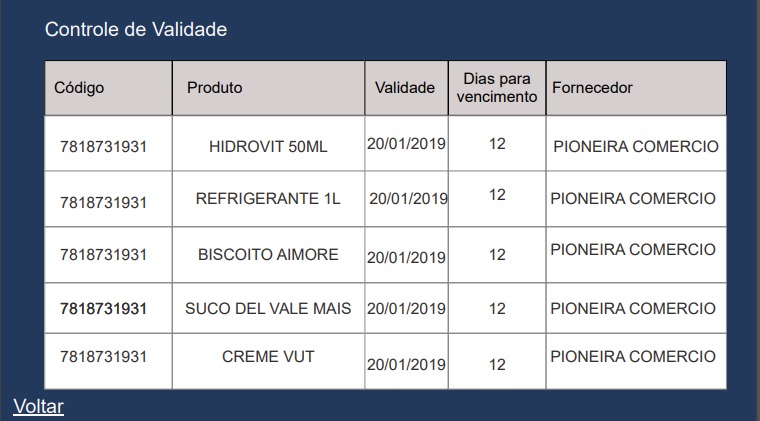 Controle de Validade
Código Produto Validade Dias para vencimento Fornecedor
7818731931 HIDROVIT 50ML 20/01/2019 12 PIONEIRA COMERCIO
7818731931 REFRIGERANTE 1L 20/01/2019 12 PIONEIRA COMERCIO
7818731931 BISCOITO AIMORE 20/01/2019 12 PIONEIRA COMERCIO
7818731931 SUCO DEL VALE MAIS 20/01/2019 12 PIONEIRA COMERCIO
7818731931 CREME VUT 20/01/2019 12 PIONEIRA COMERCIO
Voltar